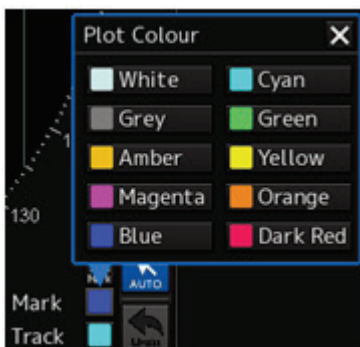 Plot Colour
White Cyan
Grey Green
Amber Yellow
Magenta Orange
Blue Dark Red
130
AUTO
Mark
Track